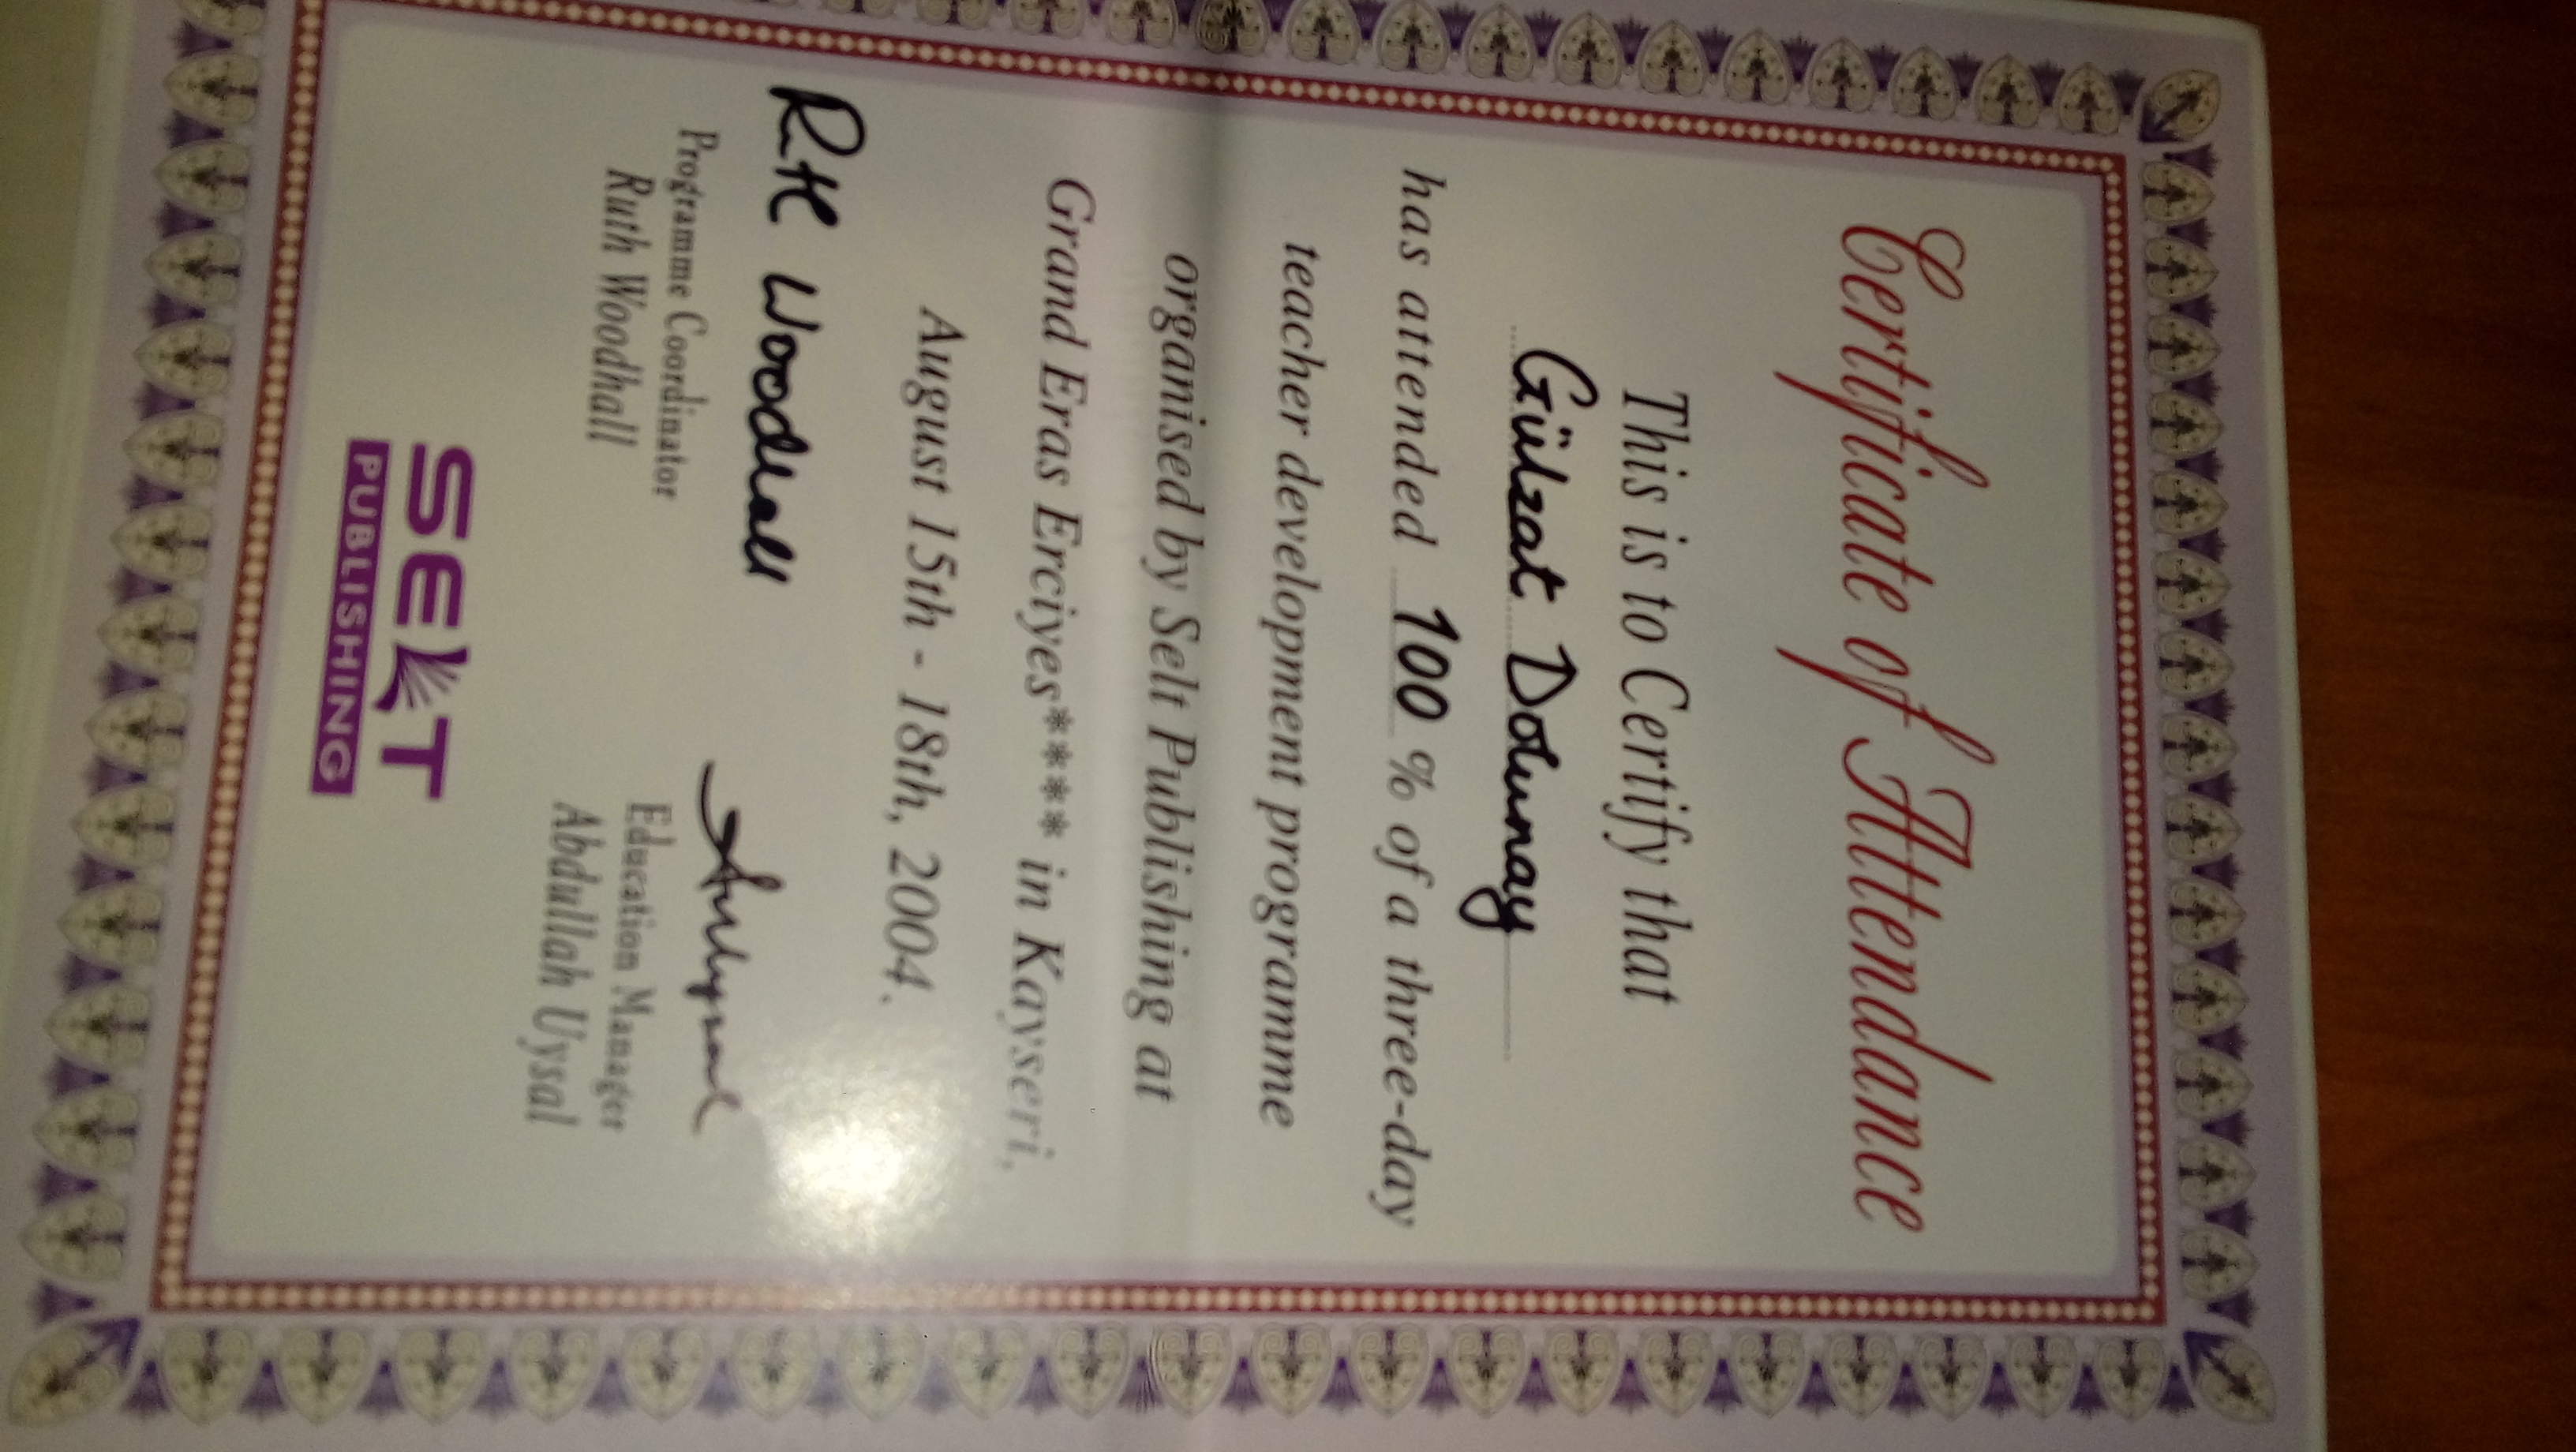 Certificate of Attendance
This is to Certify that
Gülzat Dolunay
has attended 100 % of a three-day
teacher development programme
organised by Selt Publishing at
Grand Eras Erciyes**** in Kayseri,
August 15th - 18th, 2004.
Rth Woodhall
Programme Coordinator
Ruth Woodhall
Education Manager
Abdullah Uysal
SELT
PUBLISHING